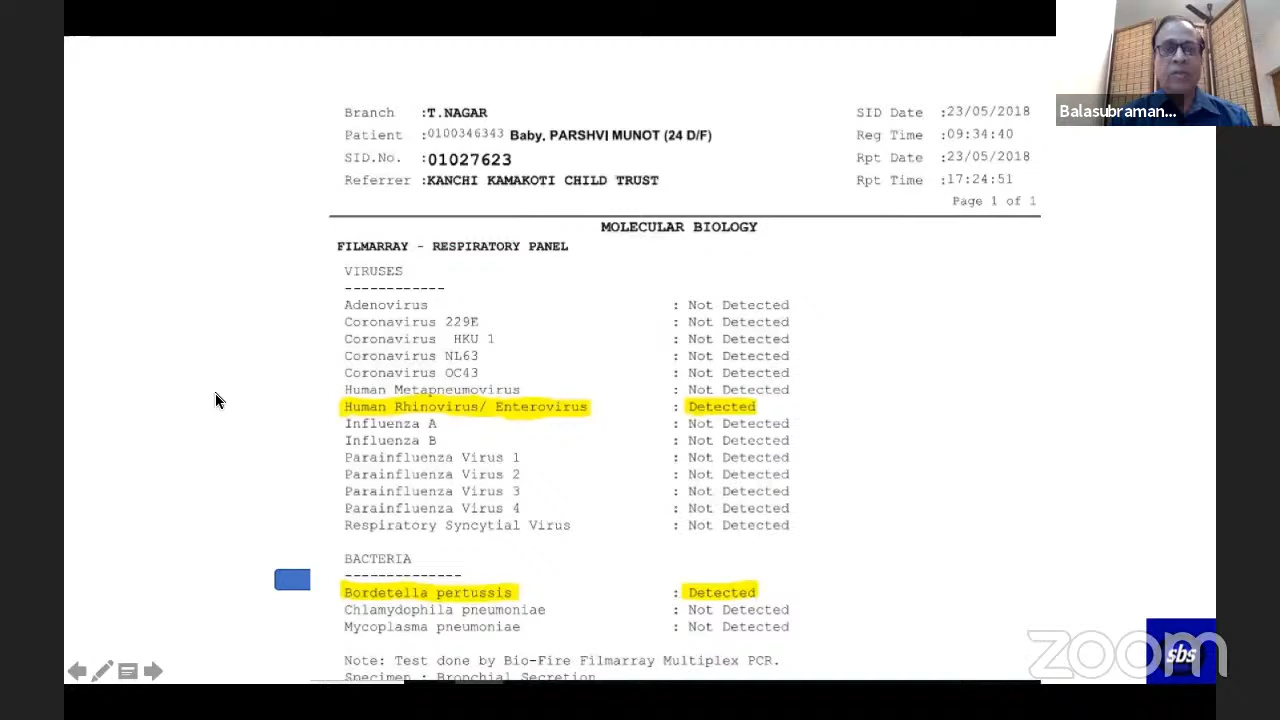 Balasubraman...
Branch :T.NAGAR SID Date :23/05/2018
Patient :0100346343 Baby. PARSHVI MUNOT (24 D/F) Reg Time :09:34:40
SID.No. :01027623 Rpt Date :23/05/2018
Referrer :KANCHI KAMAKOTI CHILD TRUST Rpt Time :17:24:51
Page 1 of 1
MOLECULAR BIOLOGY
FILMARRAY - RESPIRATORY PANEL
VIRUSES
------------
Adenovirus : Not Detected
Coronavirus 229E : Not Detected
Coronavirus HKU 1 : Not Detected
Coronavirus NL63 : Not Detected
Coronavirus OC43 : Not Detected
Human Metapneumovirus : Not Detected
Human Rhinovirus/ Enterovirus : Detected
Influenza A : Not Detected
Influenza B : Not Detected
Parainfluenza Virus 1 : Not Detected
Parainfluenza Virus 2 : Not Detected
Parainfluenza Virus 3 : Not Detected
Parainfluenza Virus 4 : Not Detected
Respiratory Syncytial Virus : Not Detected
BACTERIA
--------------
Bordetella pertussis : Detected
Chlamydophila pneumoniae : Not Detected
Mycoplasma pneumoniae : Not Detected
Note: Test done by Bio-Fire Filmarray Multiplex PCR.
Specimen : Bronchial Secretion
zoom
sbs